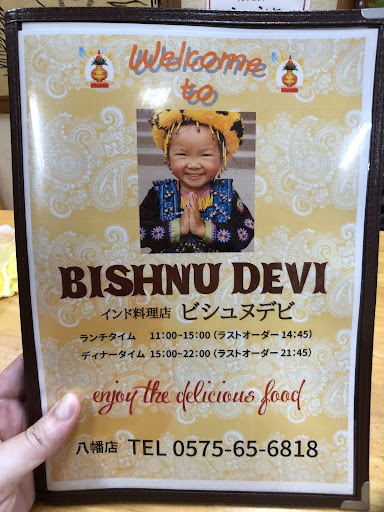 Welcome
to
BISHNU DEVI
インド料理店 ビシュヌデビ
ランチタイム 11:00~15:00 (ラストオーダー 14:45)
ディナータイム 15:00~22:00 (ラストオーダー 21:45)
enjoy the delicious food
八幡店 TEL 0575-65-6818